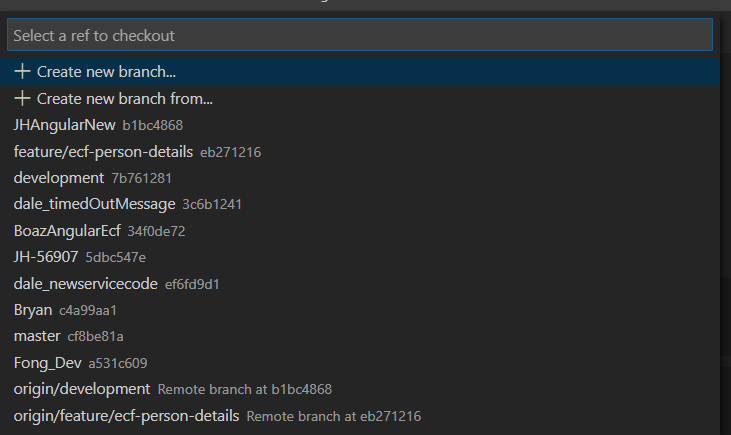 Select a ref to checkout
+ Create new branch...
+ Create new branch from...
JHAngularNew b1bc4868
feature/ecf-person-details eb271216
development 7b761281
dale_timedOutMessage 3c6b1241
BoazAngularEcf 34f0de72
JH-56907 5dbc547e
dale_newservicecode ef6fd9d1
Bryan c4a99aa1
master cf8be81a
Fong_Dev a531c609
origin/development Remote branch at b1bc4868
origin/feature/ecf-person-details Remote branch at eb271216